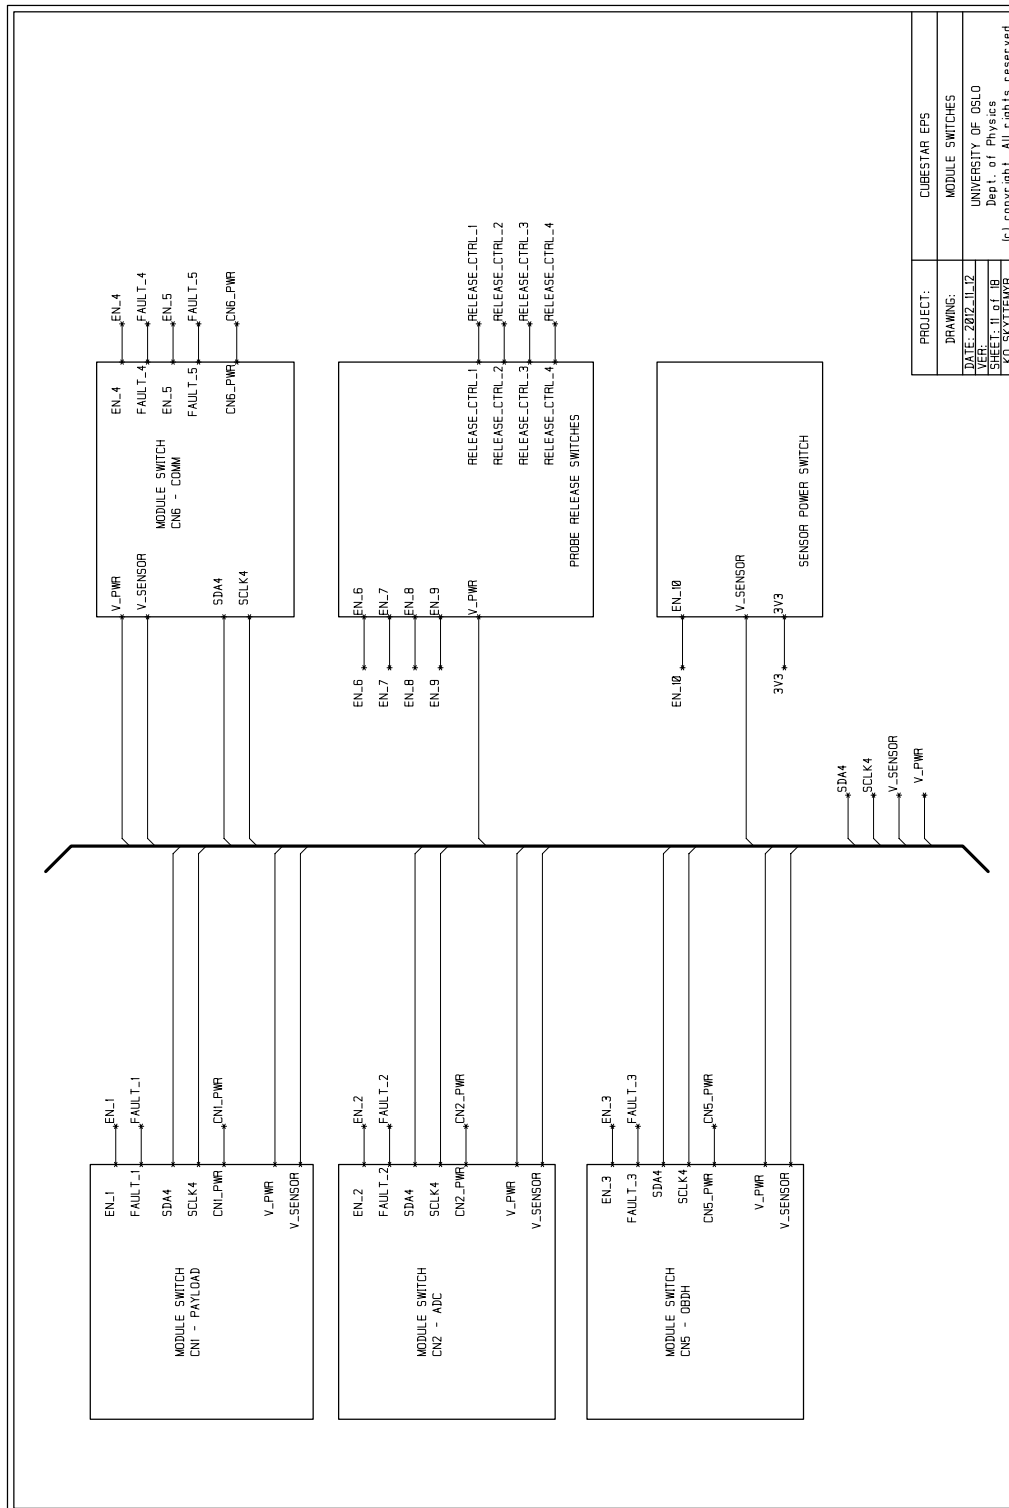 EN_1
FAULT_1
CN1_PWR
EN_1
FAULT_1
SDA4
SCLK4
CN1_PWR
V_PWR
V_SENSOR
MODULE SWITCH
CN1 - PAYLOAD
EN_2
FAULT_2
CN2_PWR
EN_2
FAULT_2
SDA4
SCLK4
CN2_PWR
V_PWR
V_SENSOR
MODULE SWITCH
CN2 - ADC
EN_3
FAULT_3
CN5_PWR
EN_3
FAULT_3
SDA4
SCLK4
CN5_PWR
V_PWR
V_SENSOR
MODULE SWITCH
CN5 - OBDH
V_PWR
V_SENSOR
SDA4
SCLK4
MODULE SWITCH
CN6 - COMM
EN_4
FAULT_4
EN_5
FAULT_5
CN6_PWR
EN_4
FAULT_4
EN_5
FAULT_5
CN6_PWR
EN_6
EN_7
EN_8
EN_9
EN_6
EN_7
EN_8
EN_9
V_PWR
RELEASE_CTRL_1
RELEASE_CTRL_2
RELEASE_CTRL_3
RELEASE_CTRL_4
RELEASE_CTRL_1
RELEASE_CTRL_2
RELEASE_CTRL_3
RELEASE_CTRL_4
PROBE RELEASE SWITCHES
EN_10
3V3
EN_10
V_SENSOR
3V3
SENSOR POWER SWITCH
SDA4
SCLK4
V_SENSOR
V_PWR
PROJECT: CUBESTAR EPS
DRAWING: MODULE SWITCHES
DATE: 2012_11_12
VER:
SHEET: 11 of 18
UNIVERSITY OF OSLO
Dept. of Physics
(c) copyright. All rights reserved
K.O. SKYTTEMYR